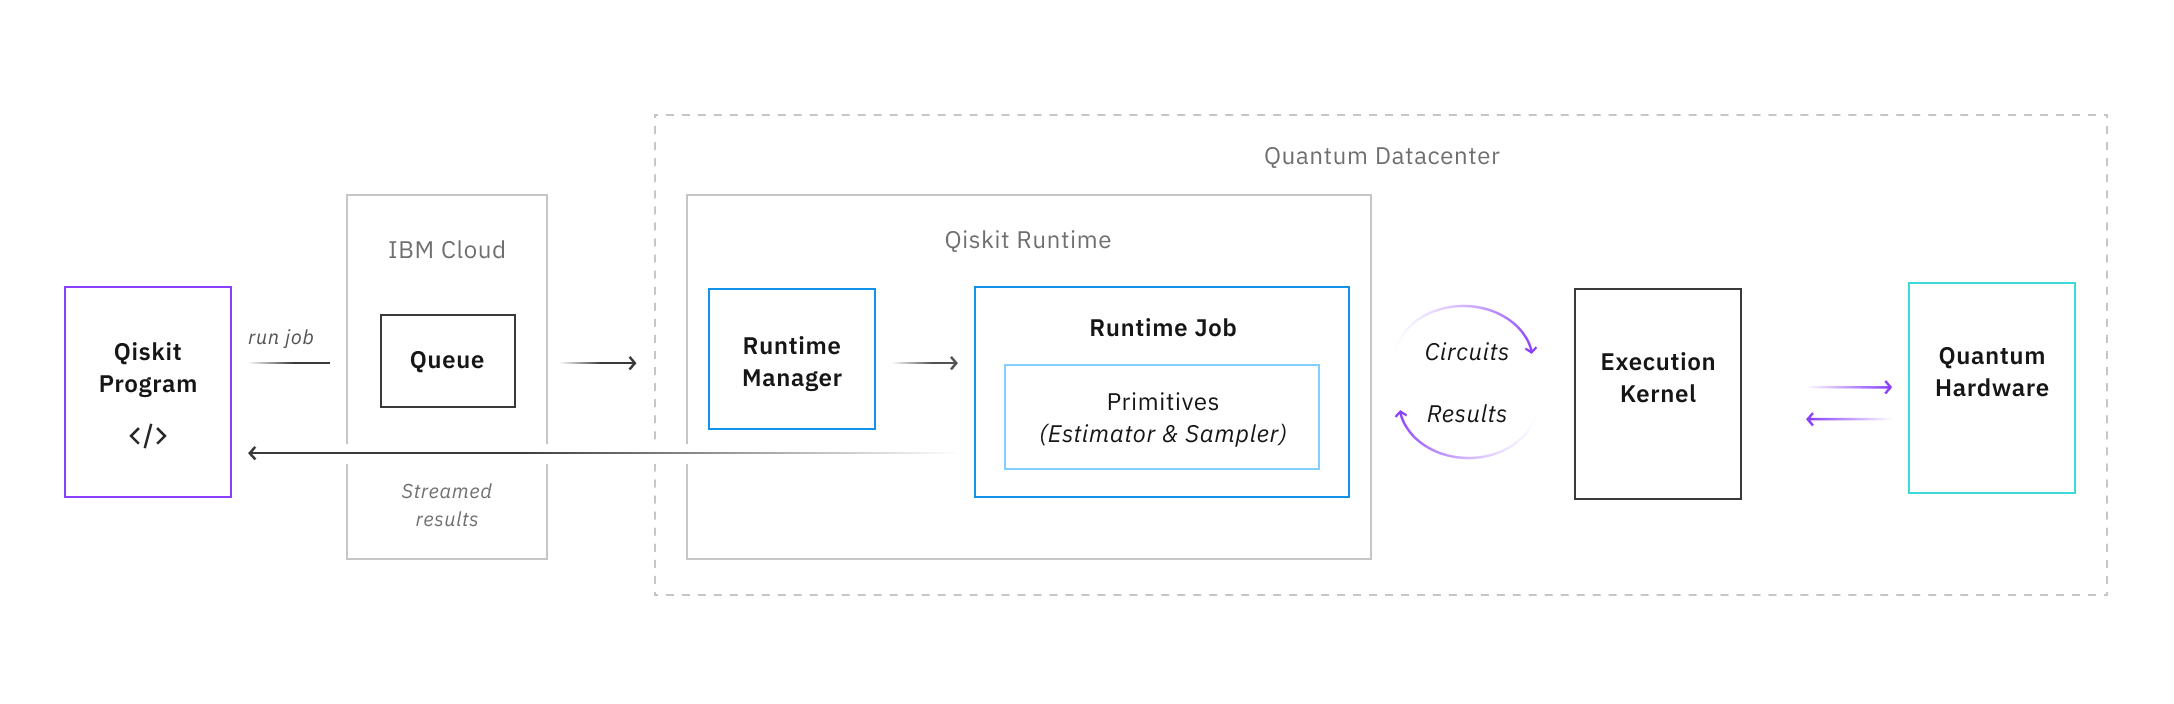 Quantum Datacenter
IBM Cloud
Qiskit Runtime
Qiskit
Program
</>
run job
Queue
Streamed
results
Runtime
Manager
Runtime Job
Primitives
(Estimator & Sampler)
Circuits
Results
Execution
Kernel
Quantum
Hardware